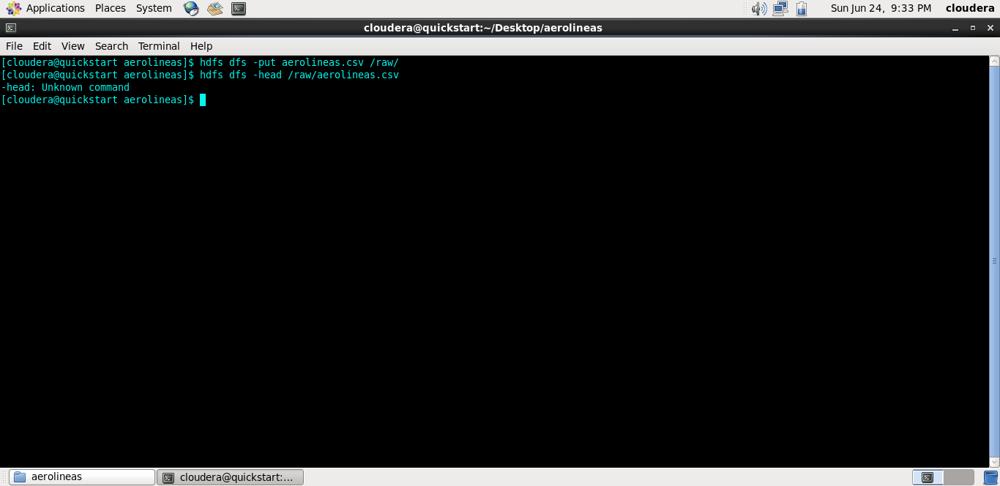 Applications Places System Sun Jun 24, 9:33 PM cloudera
cloudera@quickstart:~/Desktop/aerolineas
File Edit View Search Terminal Help
[cloudera@quickstart aerolineas]$ hdfs dfs -put aerolineas.csv /raw/
[cloudera@quickstart aerolineas]$ hdfs dfs -head /raw/aerolineas.csv
-head: Unknown command
[cloudera@quickstart aerolineas]$
aerolineas cloudera@quickstart:...